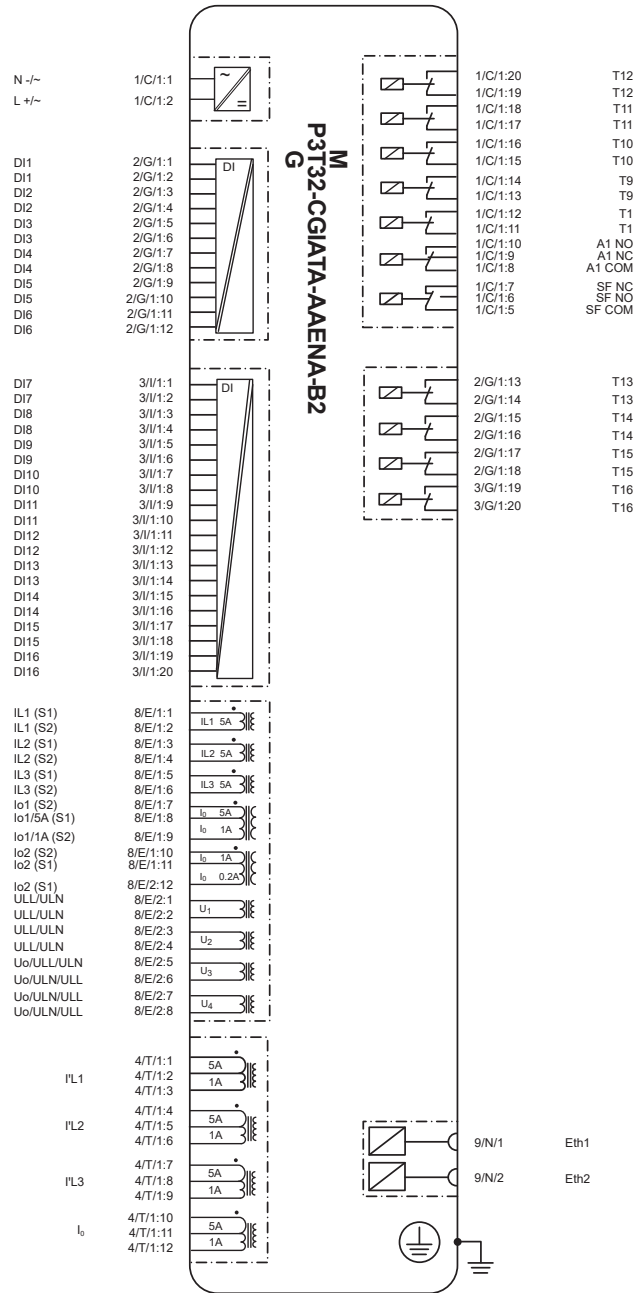 N -/~ 1/C/1:1
L +/~ 1/C/1:2
~
=
DI1 2/G/1:1
DI1 2/G/1:2
DI2 2/G/1:3
DI2 2/G/1:4
DI3 2/G/1:5
DI3 2/G/1:6
DI4 2/G/1:7
DI4 2/G/1:8
DI5 2/G/1:9
DI5 2/G/1:10
DI6 2/G/1:11
DI6 2/G/1:12
DI
DI7 3/I/1:1
DI7 3/I/1:2
DI8 3/I/1:3
DI8 3/I/1:4
DI9 3/I/1:5
DI9 3/I/1:6
DI10 3/I/1:7
DI10 3/I/1:8
DI11 3/I/1:9
DI11 3/I/1:10
DI12 3/I/1:11
DI12 3/I/1:12
DI13 3/I/1:13
DI13 3/I/1:14
DI14 3/I/1:15
DI14 3/I/1:16
DI15 3/I/1:17
DI15 3/I/1:18
DI16 3/I/1:19
DI16 3/I/1:20
DI
IL1 (S1) 8/E/1:1
IL1 (S2) 8/E/1:2
IL2 (S1) 8/E/1:3
IL2 (S2) 8/E/1:4
IL3 (S1) 8/E/1:5
IL3 (S2) 8/E/1:6
Io1 (S2) 8/E/1:7
Io1/5A (S1) 8/E/1:8
Io1/1A (S2) 8/E/1:9
Io2 (S2) 8/E/1:10
Io2 (S1) 8/E/1:11
Io2 (S1) 8/E/2:12
ULL/ULN 8/E/2:1
ULL/ULN 8/E/2:2
ULL/ULN 8/E/2:3
ULL/ULN 8/E/2:4
Uo/ULL/ULN 8/E/2:5
Uo/ULN/ULL 8/E/2:6
Uo/ULN/ULL 8/E/2:7
Uo/ULN/ULL 8/E/2:8
IL1 5A
IL2 5A
IL3 5A
I₀ 5A
I₀ 1A
I₀ 1A
I₀ 0.2A
U₁
U₂
U₃
U₄
I'L1
4/T/1:1
4/T/1:2
4/T/1:3
5A
1A
I'L2
4/T/1:4
4/T/1:5
4/T/1:6
5A
1A
I'L3
4/T/1:7
4/T/1:8
4/T/1:9
5A
1A
I₀
4/T/1:10
4/T/1:11
4/T/1:12
5A
1A
M
P3T32-CGIATA-AAENA-B2
G
1/C/1:20 T12
1/C/1:19 T12
1/C/1:18 T11
1/C/1:17 T11
1/C/1:16 T10
1/C/1:15 T10
1/C/1:14 T9
1/C/1:13 T9
1/C/1:12 T1
1/C/1:11 T1
1/C/1:10 A1 NO
1/C/1:9 A1 NC
1/C/1:8 A1 COM
1/C/1:7 SF NC
1/C/1:6 SF NO
1/C/1:5 SF COM
2/G/1:13 T13
2/G/1:14 T13
2/G/1:15 T14
2/G/1:16 T14
2/G/1:17 T15
2/G/1:18 T15
3/G/1:19 T16
3/G/1:20 T16
9/N/1 Eth1
9/N/2 Eth2